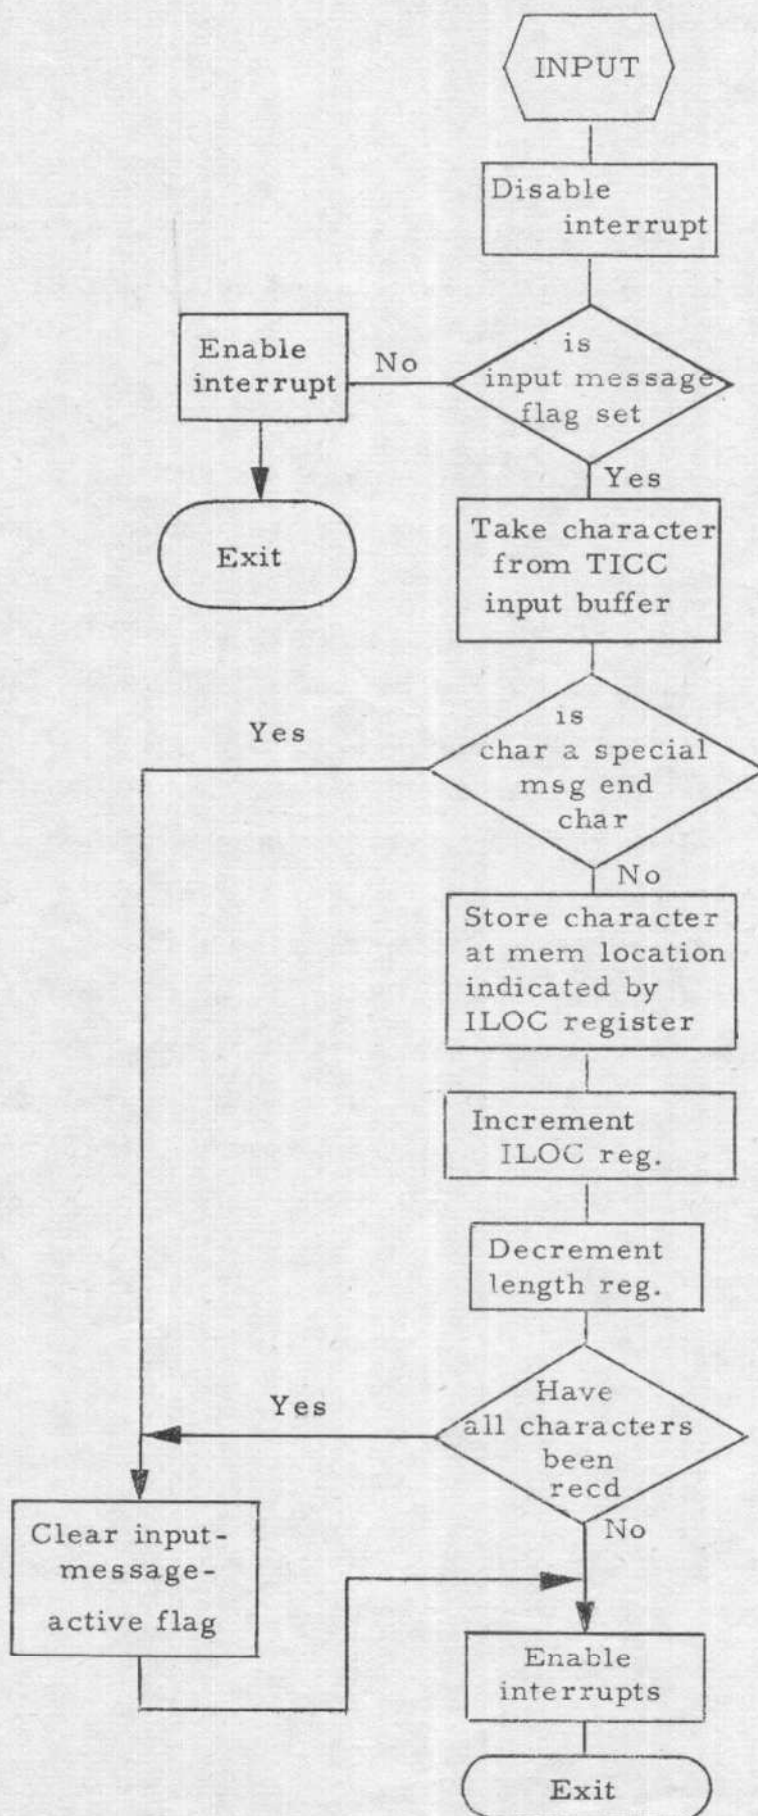 INPUT
Disable
interrupt
is
input message
flag set
No
Enable
interrupt
Exit
Yes
Take character
from TICC
input buffer
is
char a special
msg end
char
Yes
No
Store character
at mem location
indicated by
ILOC register
Increment
ILOC reg.
Decrement
length reg.
Have
all characters
been
recd
Yes
No
Clear input-
message-
active flag
Enable
interrupts
Exit